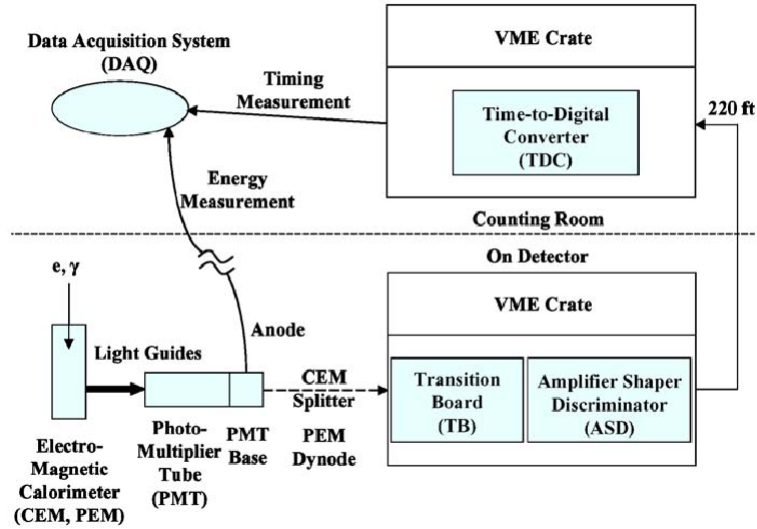 Data Acquisition System
(DAQ)
Timing
Measurement
VME Crate
Time-to-Digital
Converter
(TDC)
220 ft
Energy
Measurement
Counting Room
On Detector
e, γ
VME Crate
Anode
Light Guides
CEM
Splitter
Transition
Board
(TB)
Amplifier Shaper
Discriminator
(ASD)
Electro-
Magnetic
Calorimeter
(CEM, PEM)
Photo-
Multiplier
Tube
(PMT)
PMT
Base
PEM
Dynode